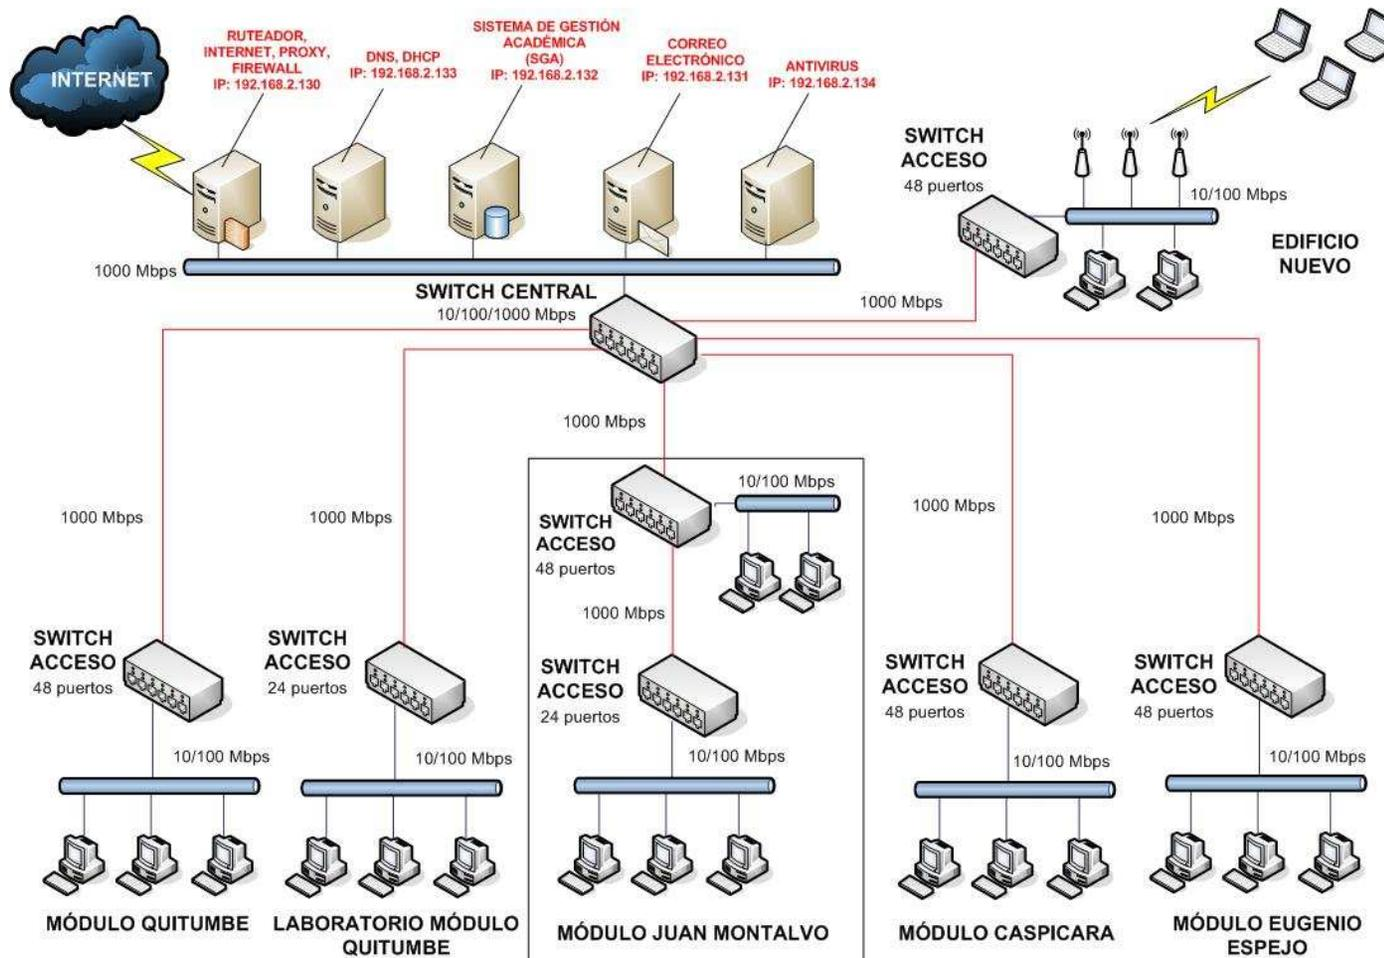 INTERNET
RUTEADOR,
INTERNET, PROXY,
FIREWALL
IP: 192.168.2.130
DNS, DHCP
IP: 192.168.2.133
SISTEMA DE GESTIÓN
ACADÉMICA
(SGA)
IP: 192.168.2.132
CORREO
ELECTRÓNICO
IP: 192.168.2.131
ANTIVIRUS
IP: 192.168.2.134
SWITCH
ACCESO
48 puertos
10/100 Mbps
EDIFICIO
NUEVO
1000 Mbps
SWITCH CENTRAL
10/100/1000 Mbps
1000 Mbps
1000 Mbps
1000 Mbps
1000 Mbps
1000 Mbps
1000 Mbps
10/100 Mbps
SWITCH
ACCESO
48 puertos
1000 Mbps
SWITCH
ACCESO
48 puertos
10/100 Mbps
MÓDULO QUITUMBE
SWITCH
ACCESO
24 puertos
10/100 Mbps
LABORATORIO MÓDULO
QUITUMBE
SWITCH
ACCESO
24 puertos
10/100 Mbps
MÓDULO JUAN MONTALVO
SWITCH
ACCESO
48 puertos
10/100 Mbps
MÓDULO CASPICARA
SWITCH
ACCESO
48 puertos
10/100 Mbps
MÓDULO EUGENIO
ESPEJO